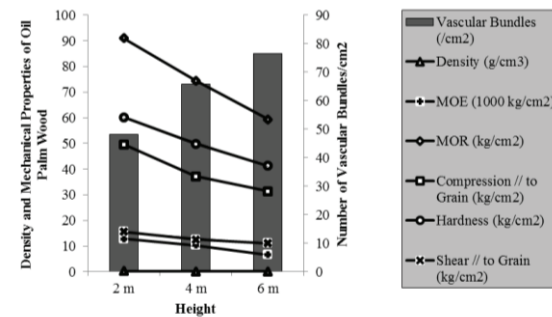 100
90
80
70
60
50
40
30
20
10
0
Density and Mechanical Properties of Oil
Palm Wood
90
80
70
60
50
40
30
20
10
0
Number of Vascular Bundles/cm2
2 m 4 m 6 m
Height
Vascular Bundles
(/cm2)
Density (g/cm3)
MOE (1000 kg/cm2)
MOR (kg/cm2)
Compression // to
Grain (kg/cm2)
Hardness (kg/cm2)
Shear // to Grain
(kg/cm2)